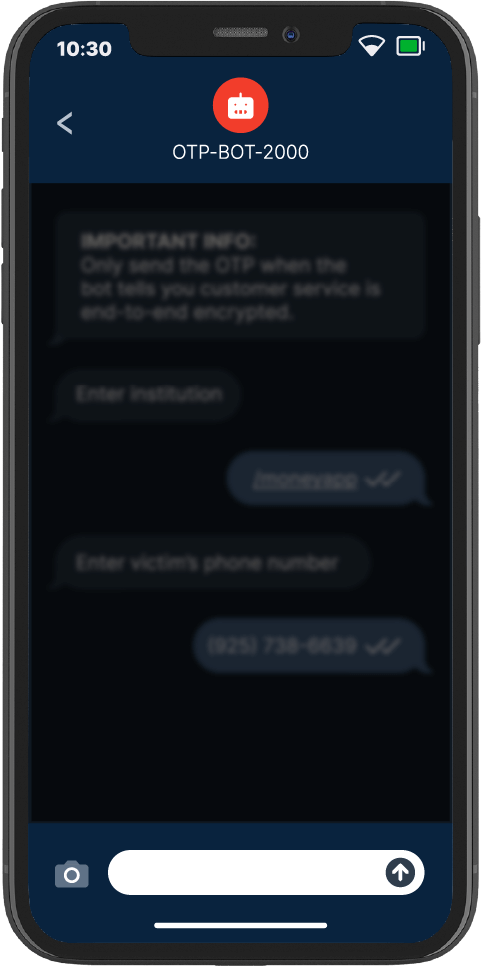 10:30
OTP-BOT-2000
IMPORTANT INFO:
Only send the OTP when the
bot tells you customer service is
end-to-end encrypted.
Enter institution
/moneyapp
Enter victim's phone number
(925) 738-6639